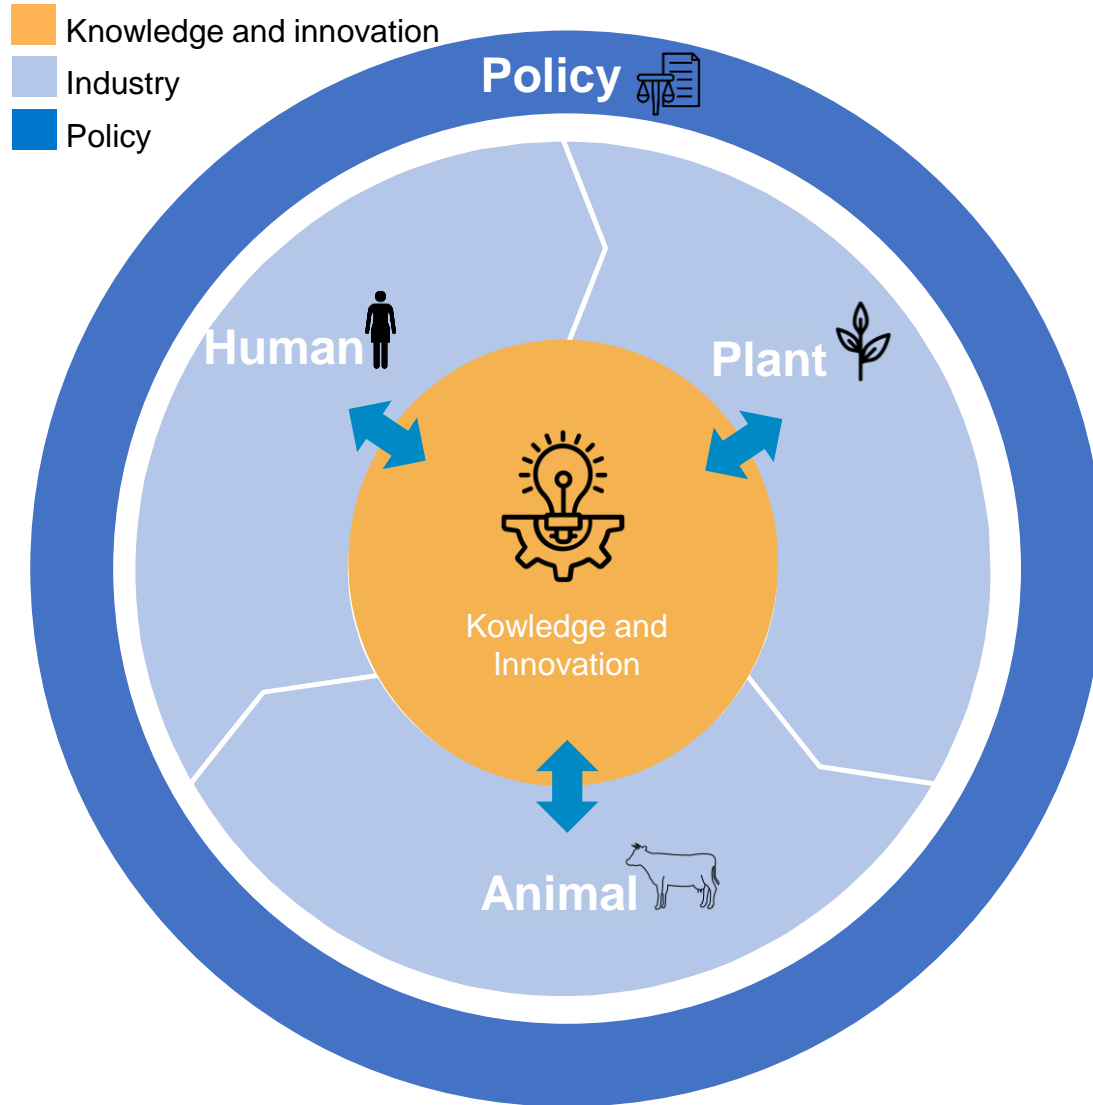 Knowledge and innovation
Industry
Policy
Policy
Human
Plant
Kowledge and
Innovation
Animal